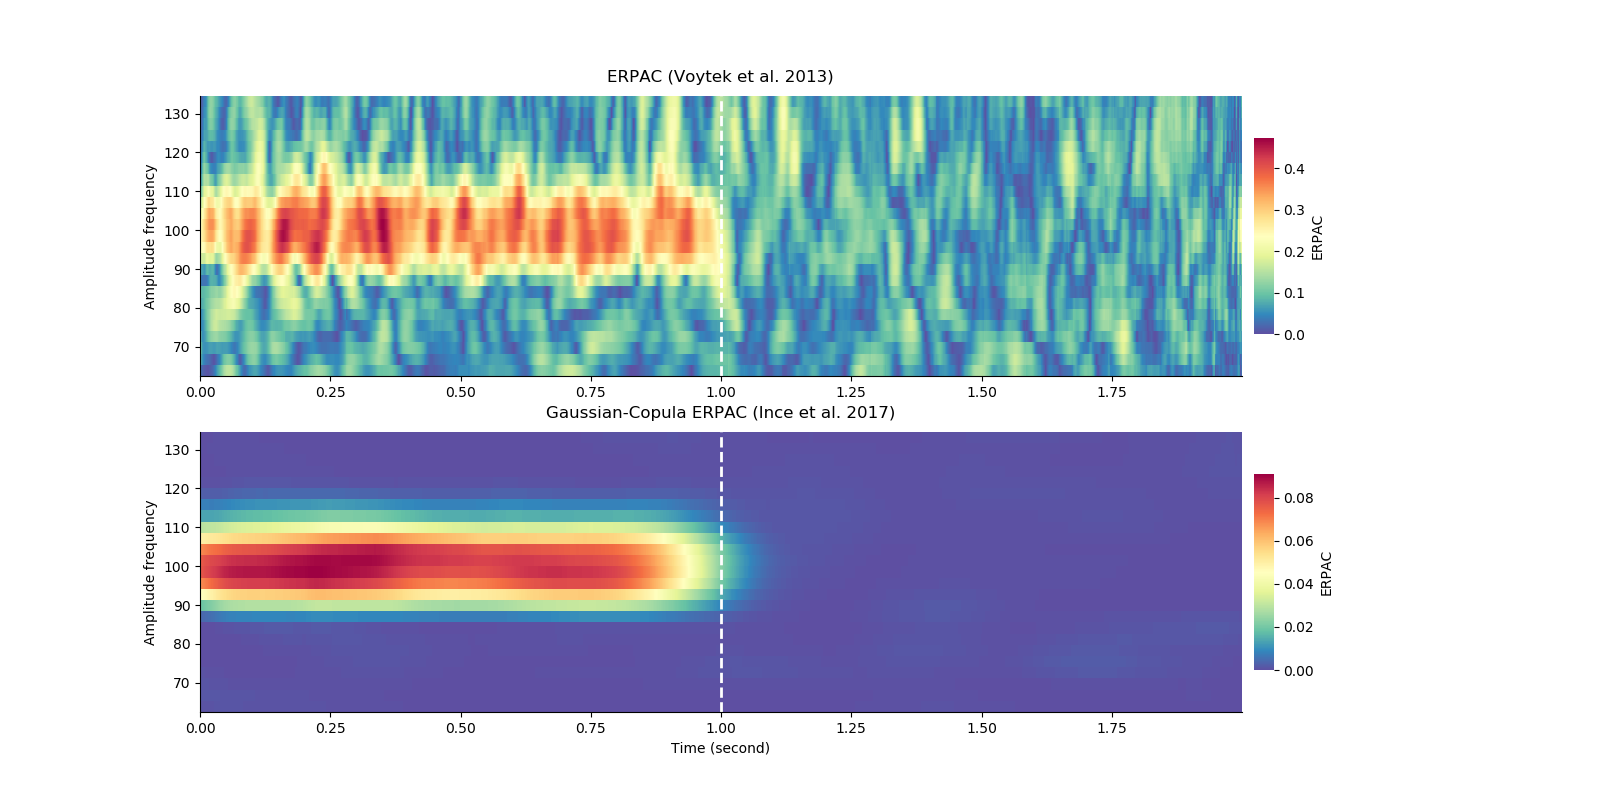 ERPAC (Voytek et al. 2013)
130
120
110
100
90
80
70
Amplitude frequency
0.00 0.25 0.50 0.75 1.00 1.25 1.50 1.75
0.4
0.3
0.2
0.1
0.0
ERPAC
Gaussian-Copula ERPAC (Ince et al. 2017)
130
120
110
100
90
80
70
Amplitude frequency
0.00 0.25 0.50 0.75 1.00 1.25 1.50 1.75
Time (second)
0.08
0.06
0.04
0.02
0.00
ERPAC